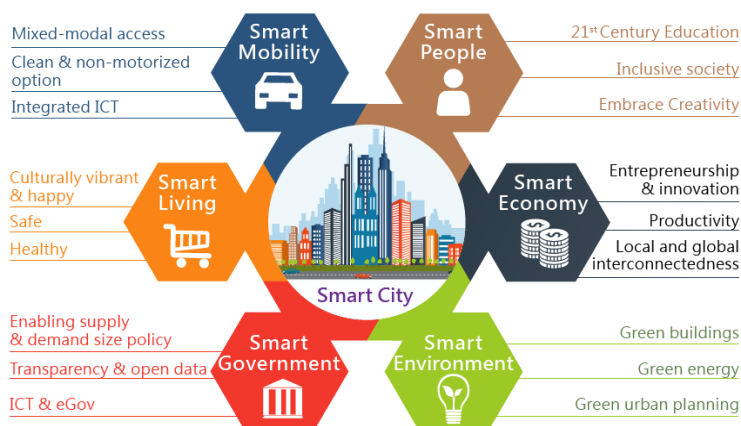 Mixed-modal access
Clean & non-motorized
option
Integrated ICT
Smart
Mobility
Smart
People
21st Century Education
Inclusive society
Embrace Creativity
Culturally vibrant
& happy
Safe
Healthy
Smart
Living
Smart City
Smart
Economy
Entrepreneurship
& innovation
Productivity
Local and global
interconnectedness
Enabling supply
& demand size policy
Transparency & open data
ICT & eGov
Smart
Government
Smart
Environment
Green buildings
Green energy
Green urban planning